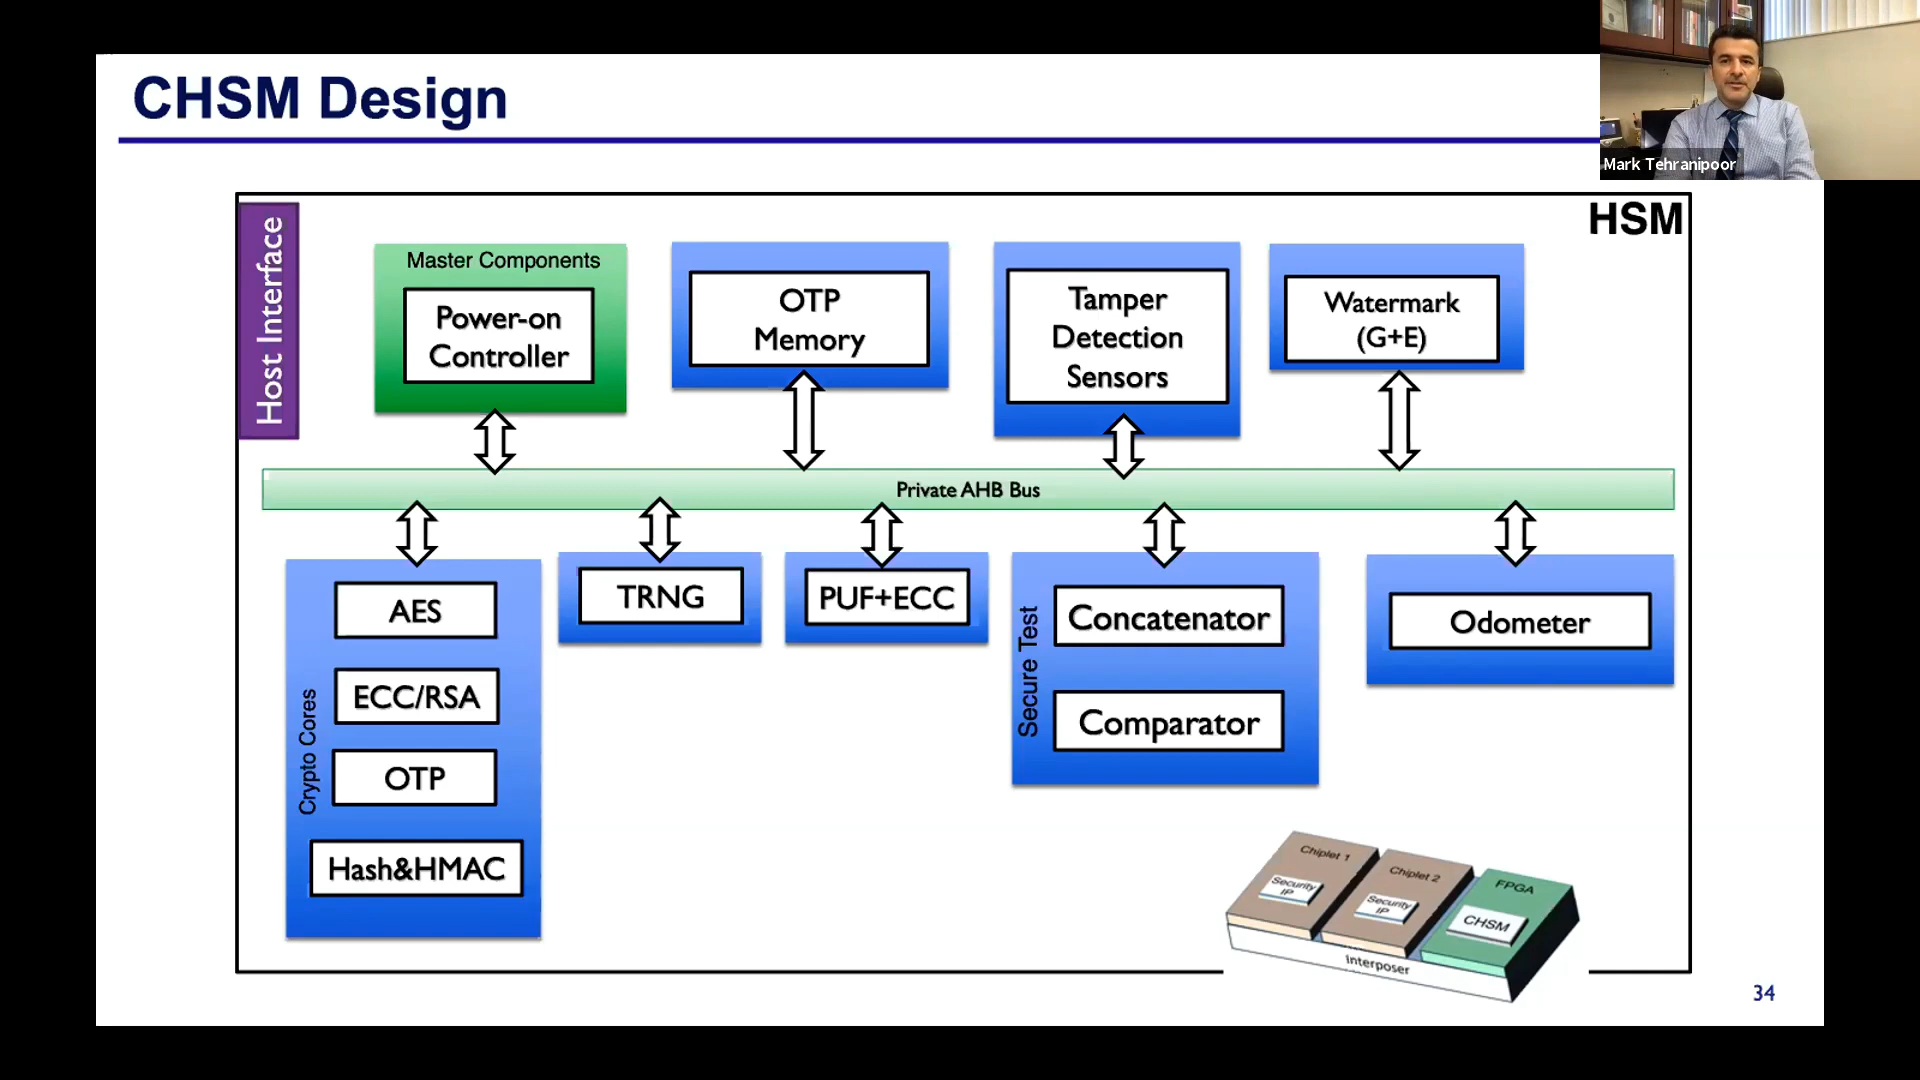 CHSM Design
Mark Tehranipoor
HSM
Host Interface
Master Components
Power-on
Controller
OTP
Memory
Tamper
Detection
Sensors
Watermark
(G+E)
Private AHB Bus
Crypto Cores
AES
ECC/RSA
OTP
Hash&HMAC
TRNG
PUF+ECC
Secure Test
Concatenator
Comparator
Odometer
Chiplet 1
Security
IP
Chiplet 2
Security
IP
FPGA
CHSM
Interposer
34